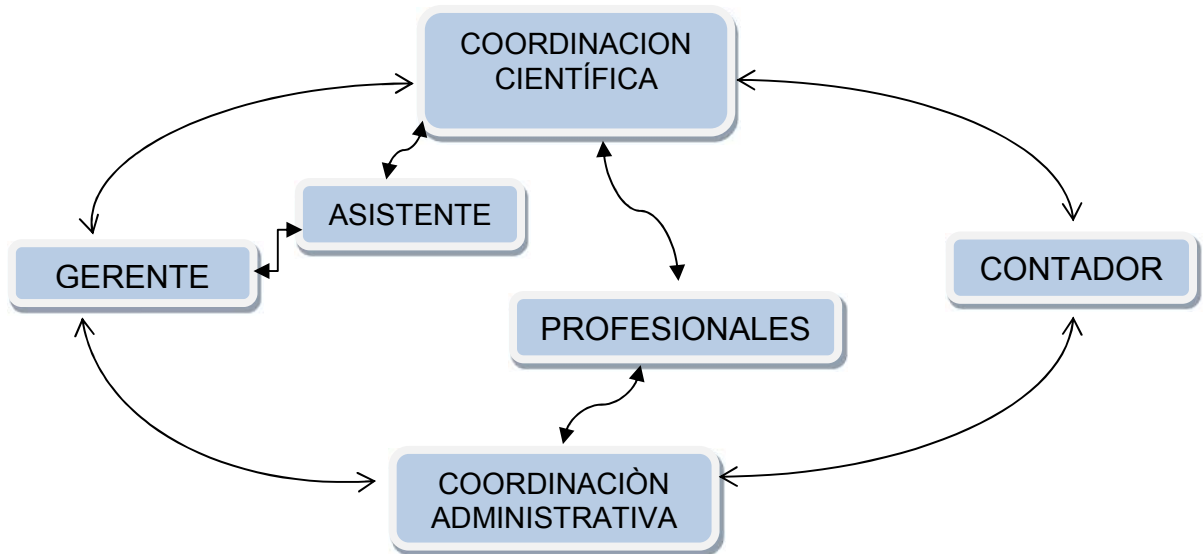 COORDINACION
CIENTÍFICA
ASISTENTE
GERENTE
CONTADOR
PROFESIONALES
COORDINACIÒN
ADMINISTRATIVA